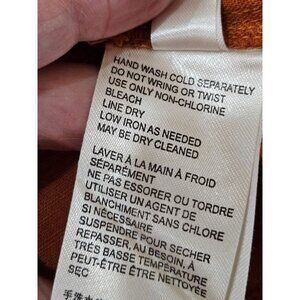 HAND WASH COLD SEPARATELY
DO NOT WRING OR TWIST
USE ONLY NON-CHLORINE
BLEACH
LINE DRY
LOW IRON AS NEEDED
MAY BE DRY CLEANED
LAVER À LA MAIN À FROID
SÉPARÉMENT
NE PAS ESSORER OU TORDRE
UTILISER UN AGENT DE
BLANCHIMENT SANS CHLORE
SI NÉCESSAIRE
SUSPENDRE POUR SECHER
REPASSER, AU BESOIN, À
TRÉS BASSE TEMPÉRATURE
PEUT-ÊTRE ÊTRE NETTOYÉE
SEC